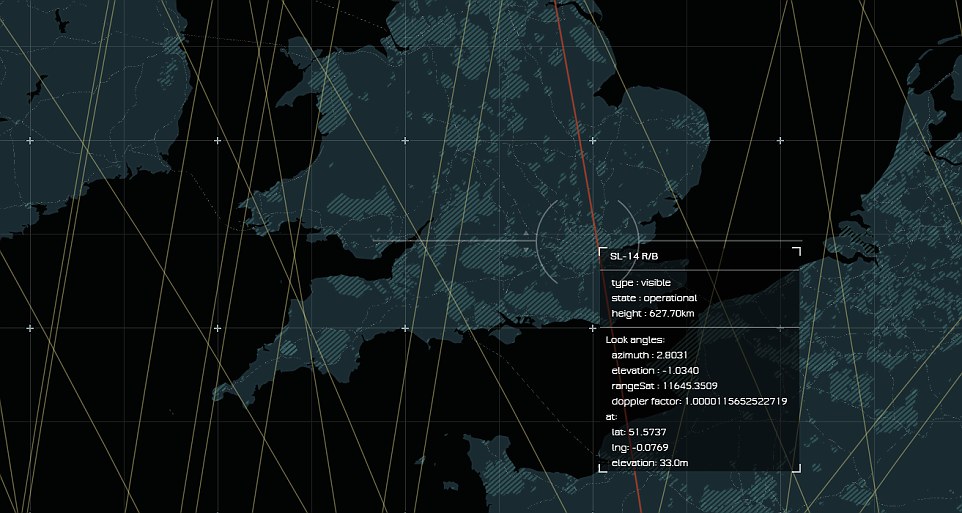 SL-14 R/B
type : visible
state : operational
height : 627.70km
Look angles:
azimuth : 2.8031
elevation : -1.0340
rangeSat : 11645.3509
doppler factor: 1.0000115652522719
at:
lat: 51.5737
lng: -0.0769
elevation: 33.0m